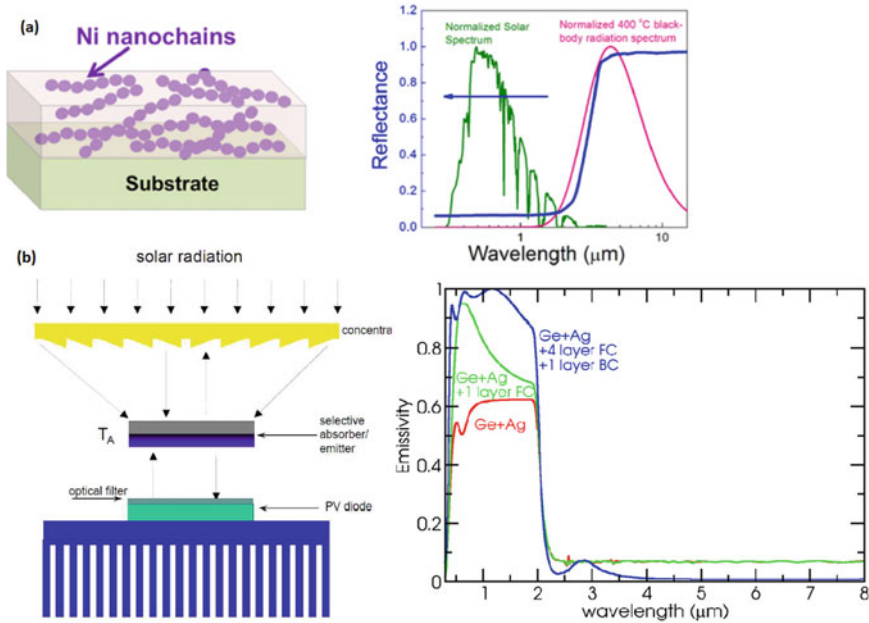 (a)
Ni nanochains
Substrate
Normalized Solar
Spectrum
Normalized 400 °C black-
body radiation spectrum
Reflectance
1.2
1.0
0.8
0.6
0.4
0.2
0.0
1
10
Wavelength (μm)
(b)
solar radiation
concentra
T_A
selective
absorber/
emitter
optical filter
PV diode
Emissivity
1
0.8
0.6
0.4
0.2
0
Ge+Ag
+4 layer FC
+1 layer BC
Ge+Ag
+1 layer FC
Ge+Ag
1
2
3
4
5
6
7
8
wavelength (μm)